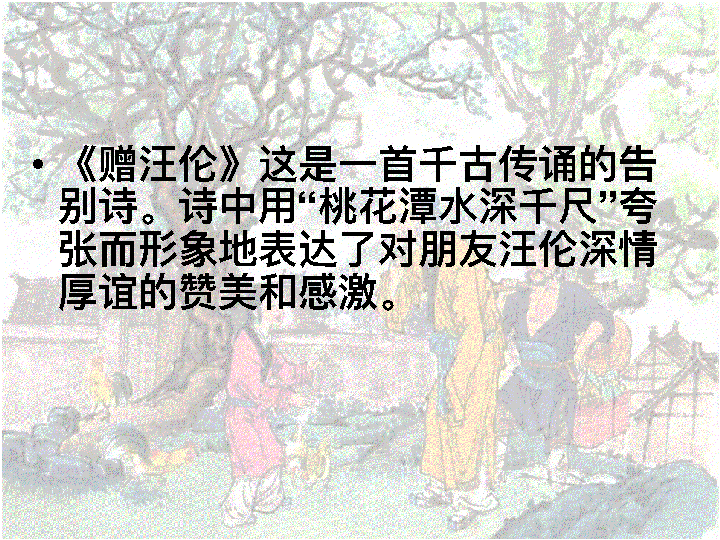 • 《赠汪伦》这是一首千古传诵的告
别诗。诗中用“桃花潭水深千尺”夸
张而形象地表达了对朋友汪伦深情
厚谊的赞美和感激。